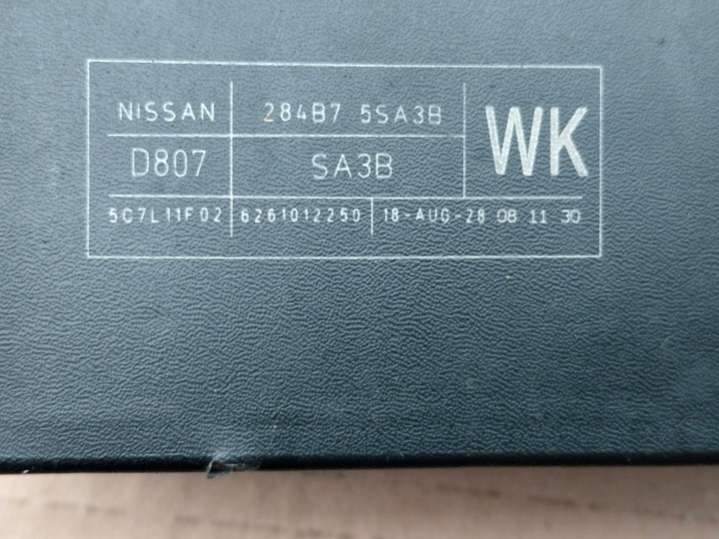 NISSAN 284B7 5SA3B WK
D807 SA3B
5C7L11F02 6261012250 18-AUG-28 08 11 30